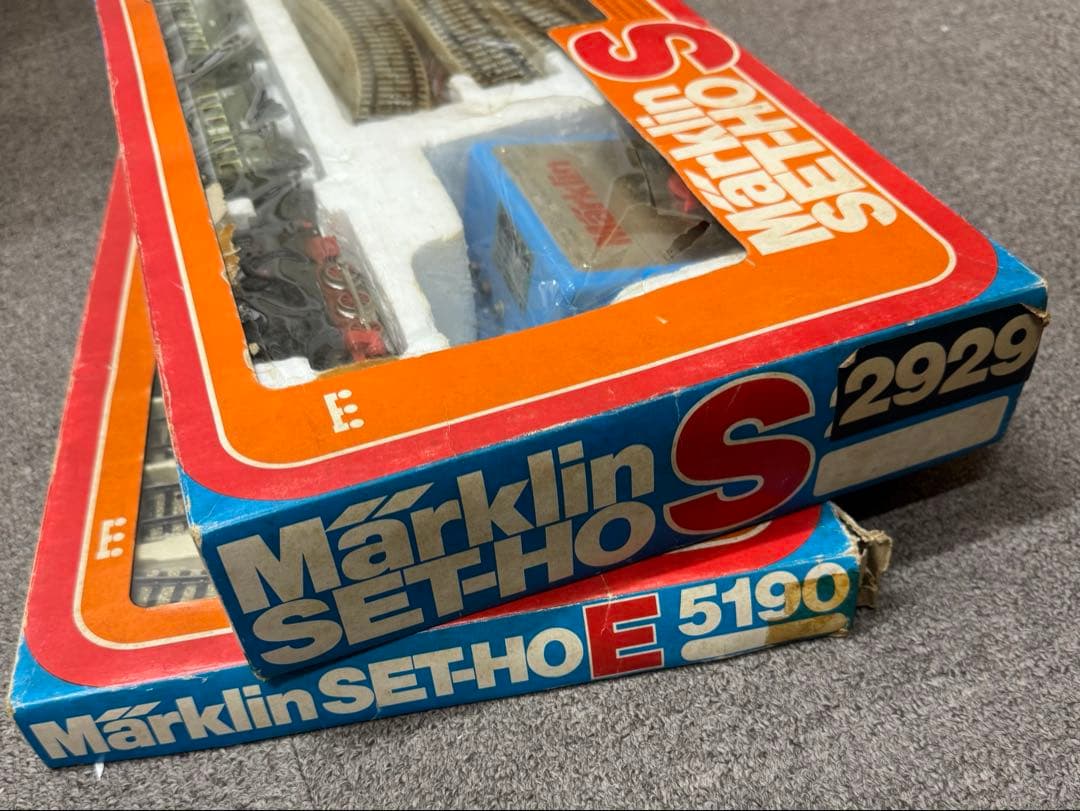 S
Märklin
SET-HO
Märklin
E
Märklin
SET-HO
S
2929
E
Märklin SET-HO E 5190